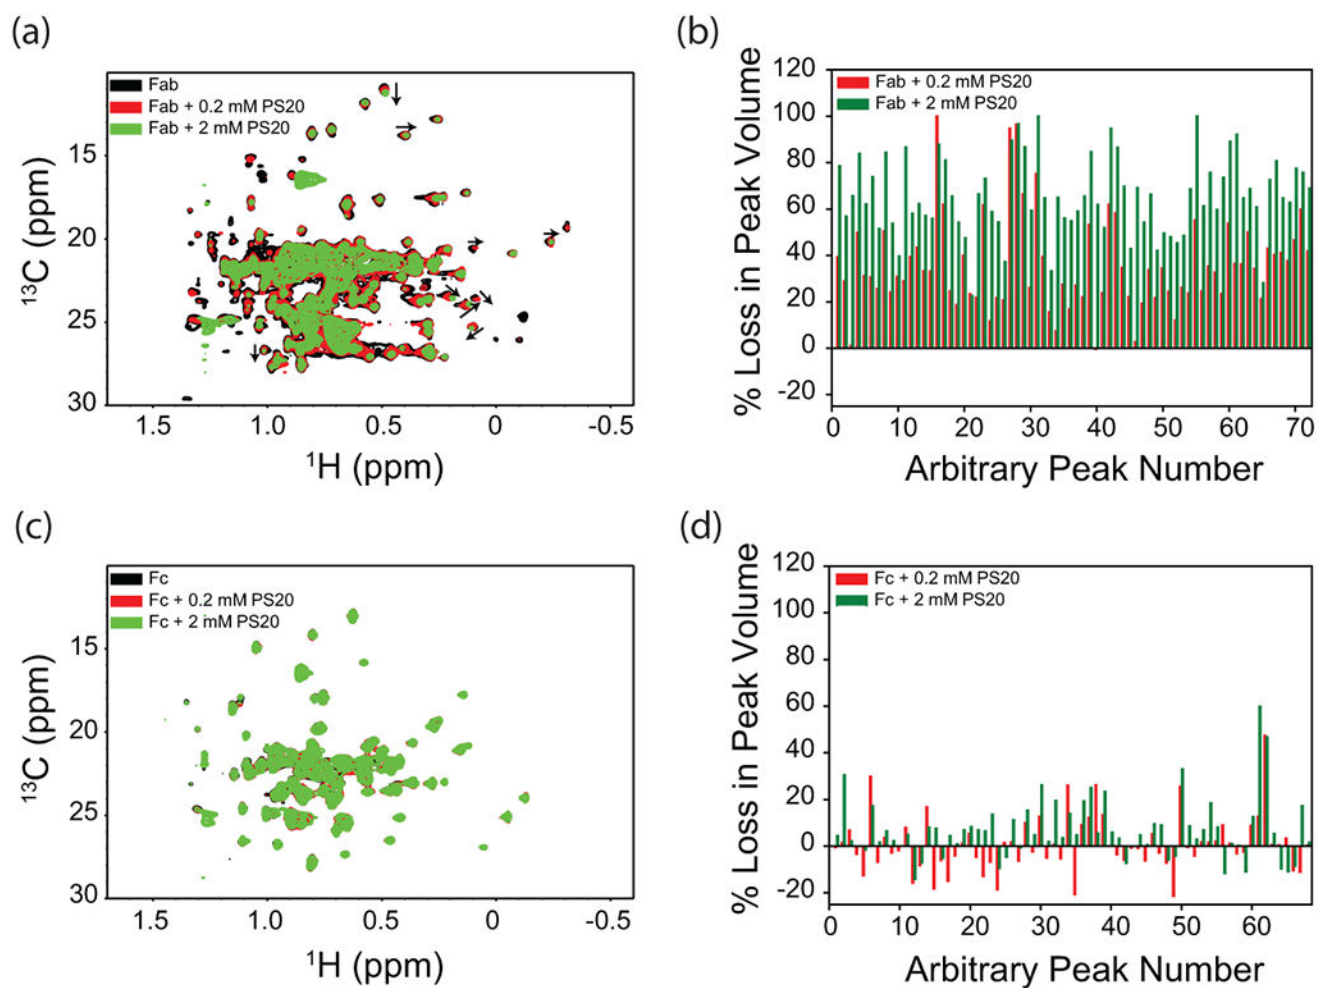 (a)
Fab
Fab + 0.2 mM PS20
Fab + 2 mM PS20
15
20
25
30
13C (ppm)
1.5 1.0 0.5 0 -0.5
1H (ppm)
(b)
Fab + 0.2 mM PS20
Fab + 2 mM PS20
120
100
80
60
40
20
0
-20
% Loss in Peak Volume
0 10 20 30 40 50 60 70
Arbitrary Peak Number
(c)
Fc
Fc + 0.2 mM PS20
Fc + 2 mM PS20
15
20
25
30
13C (ppm)
1.5 1.0 0.5 0 -0.5
1H (ppm)
(d)
Fc + 0.2 mM PS20
Fc + 2 mM PS20
120
100
80
60
40
20
0
-20
% Loss in Peak Volume
0 10 20 30 40 50 60
Arbitrary Peak Number